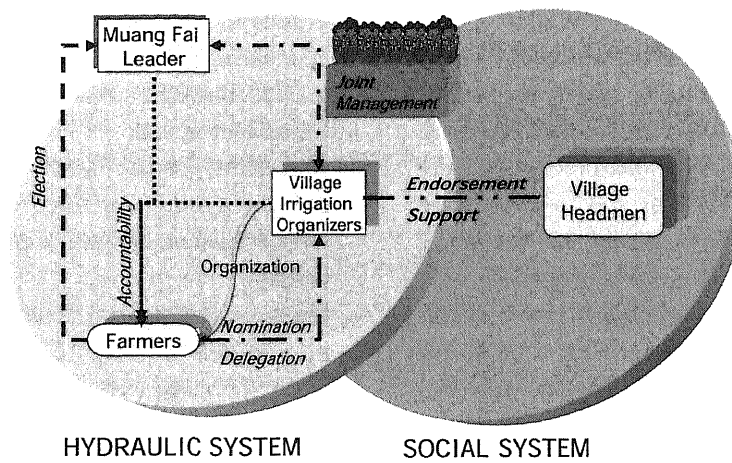 Muang Fai
Leader
Joint
Management
Election
Accountability
Village
Irrigation
Organizers
Endorsement
Support
Village
Headmen
Organization
Farmers
Nomination
Delegation
HYDRAULIC SYSTEM
SOCIAL SYSTEM